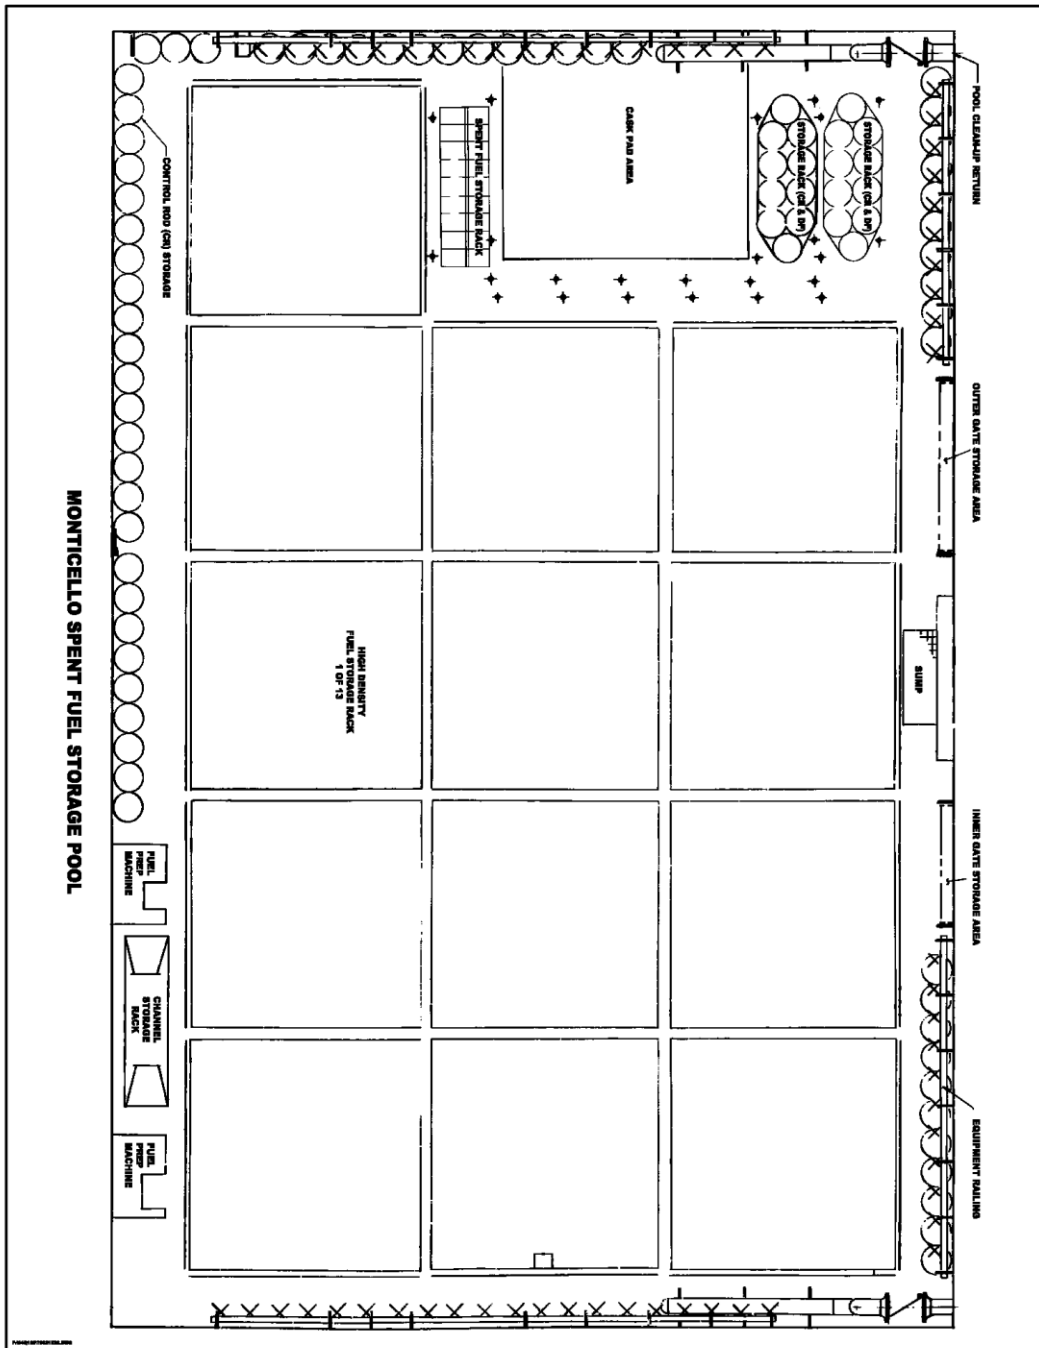 POOL CLEAN-UP RETURN
OUTER GATE STORAGE AREA
INNER GATE STORAGE AREA
EQUIPMENT RAILING
STORAGE RACK (CR & DF)
STORAGE RACK (CR & DF)
CASK PAD AREA
SPENT FUEL STORAGE RACK
CONTROL ROD (CR) STORAGE
SUMP
HIGH DENSITY
FUEL STORAGE RACK
1 OF 13
FUEL
PREP
MACHINE
CHANNEL
STORAGE
RACK
FUEL
PREP
MACHINE
MONTICELLO SPENT FUEL STORAGE POOL